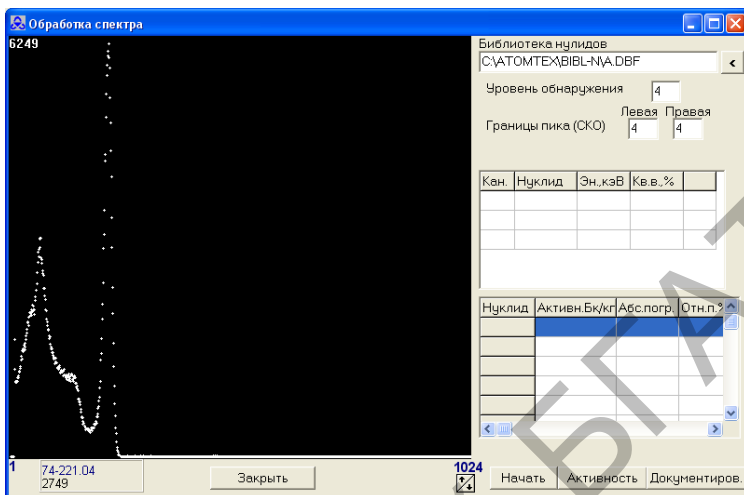 Обработка спектра
6249
Библиотека нулидов
C:\ATOMTEX\BIBL-N\A.DBF
<
Уровень обнаружения 4
Левая Правая
Границы пика (СКО) 4 4
Кан. Нуклид Эн.,кэВ Кв.в.,%
Нуклид Активн.Бк/кг Абс.погр. Отн.п.%
1 1024
74-221.04
2749
Закрыть Начать Активность Документиров.
БГАТ